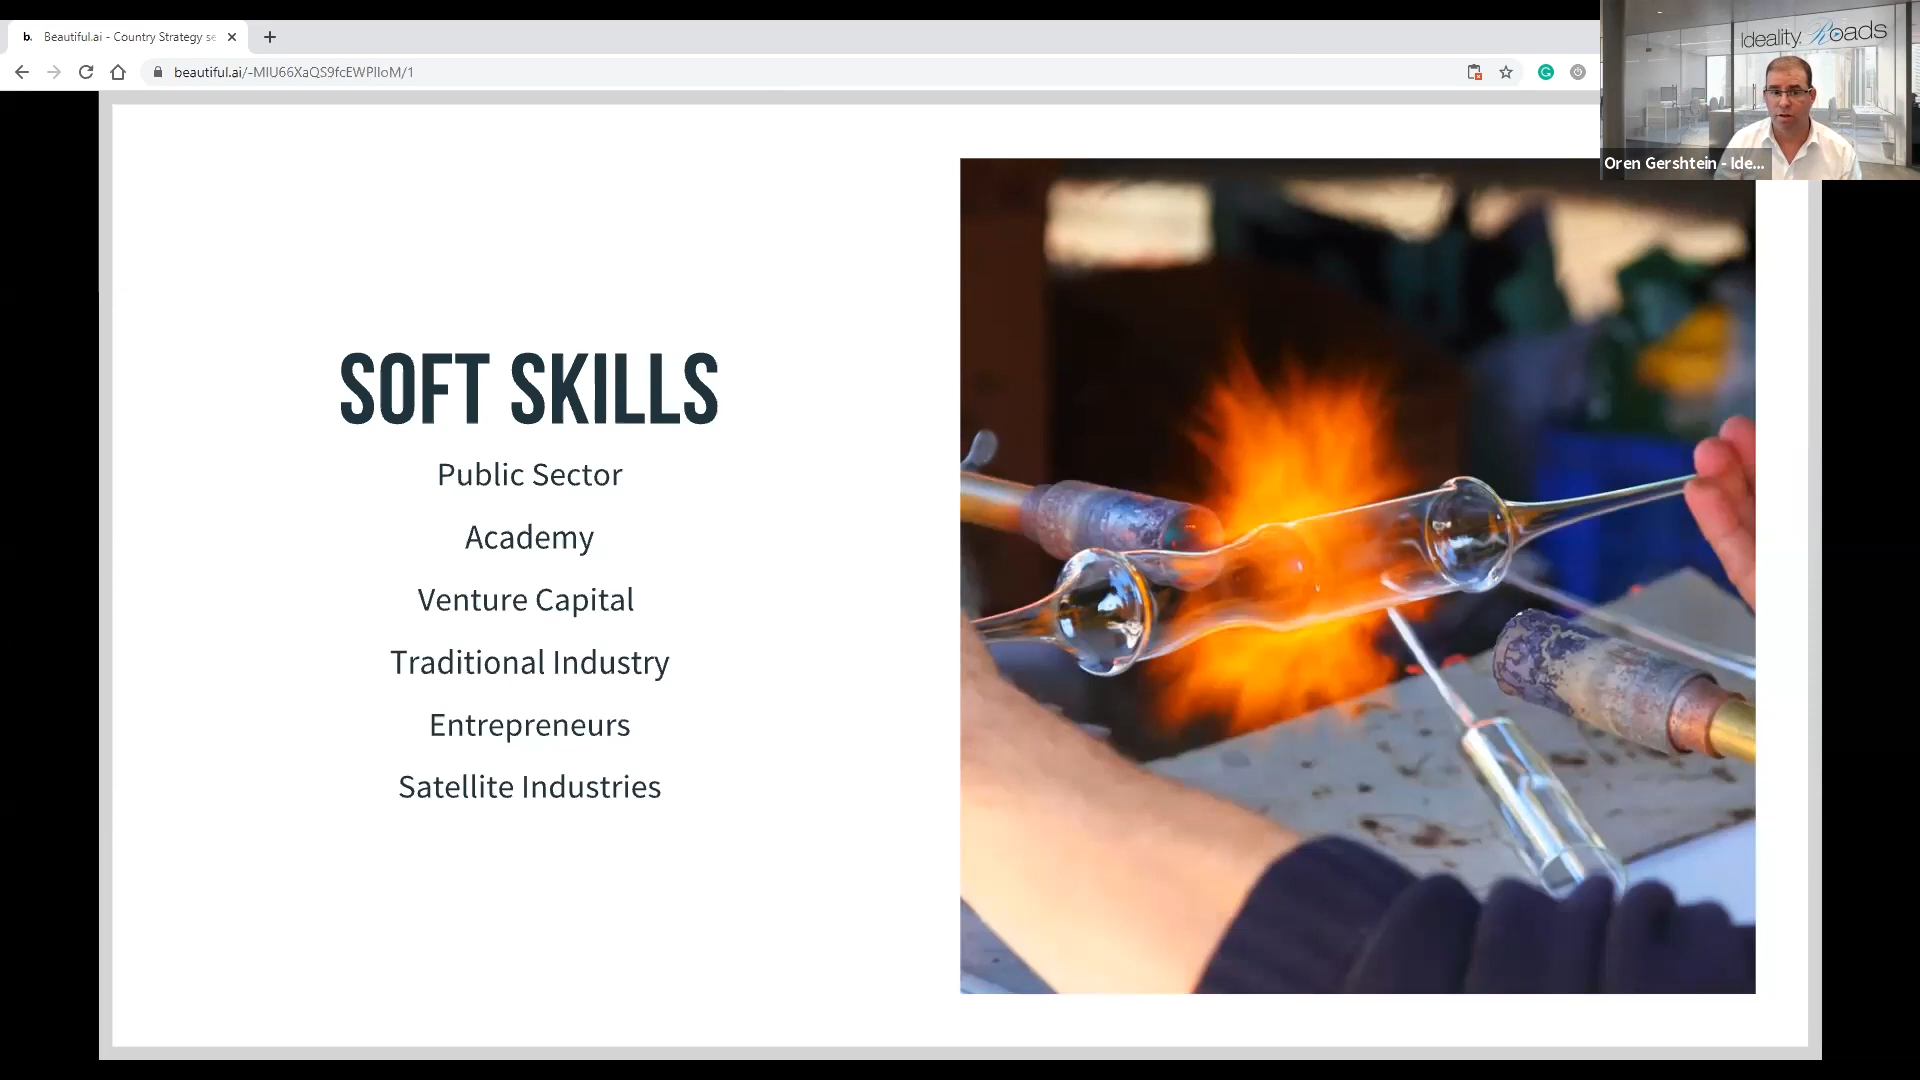 b. Beautiful.ai - Country Strategy se
beautiful.ai/-MIU66XaQS9fcEWPIIoM/1
Ideality. Roads
Oren Gershtein - Ide...
SOFT SKILLS
Public Sector
Academy
Venture Capital
Traditional Industry
Entrepreneurs
Satellite Industries